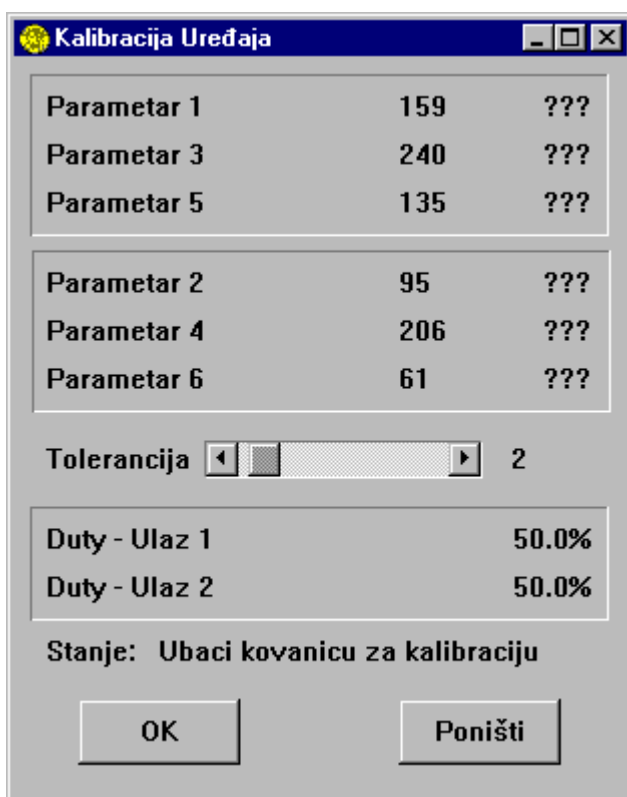 Kalibracija Uređaja
Parametar 1 159 ???
Parametar 3 240 ???
Parametar 5 135 ???
Parametar 2 95 ???
Parametar 4 206 ???
Parametar 6 61 ???
Tolerancija 2
Duty - Ulaz 1 50.0%
Duty - Ulaz 2 50.0%
Stanje: Ubaci kovanicu za kalibraciju
OK Poništi